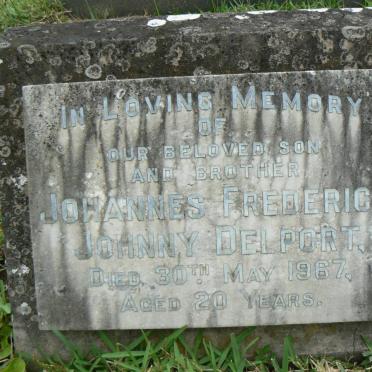 In Loving Memory
OF
OUR BELOVED SON
AND BROTHER
JOHANNES FREDERIC
JOHNNY DELPORT,
DIED 30TH MAY 1967,
AGED 20 YEARS.